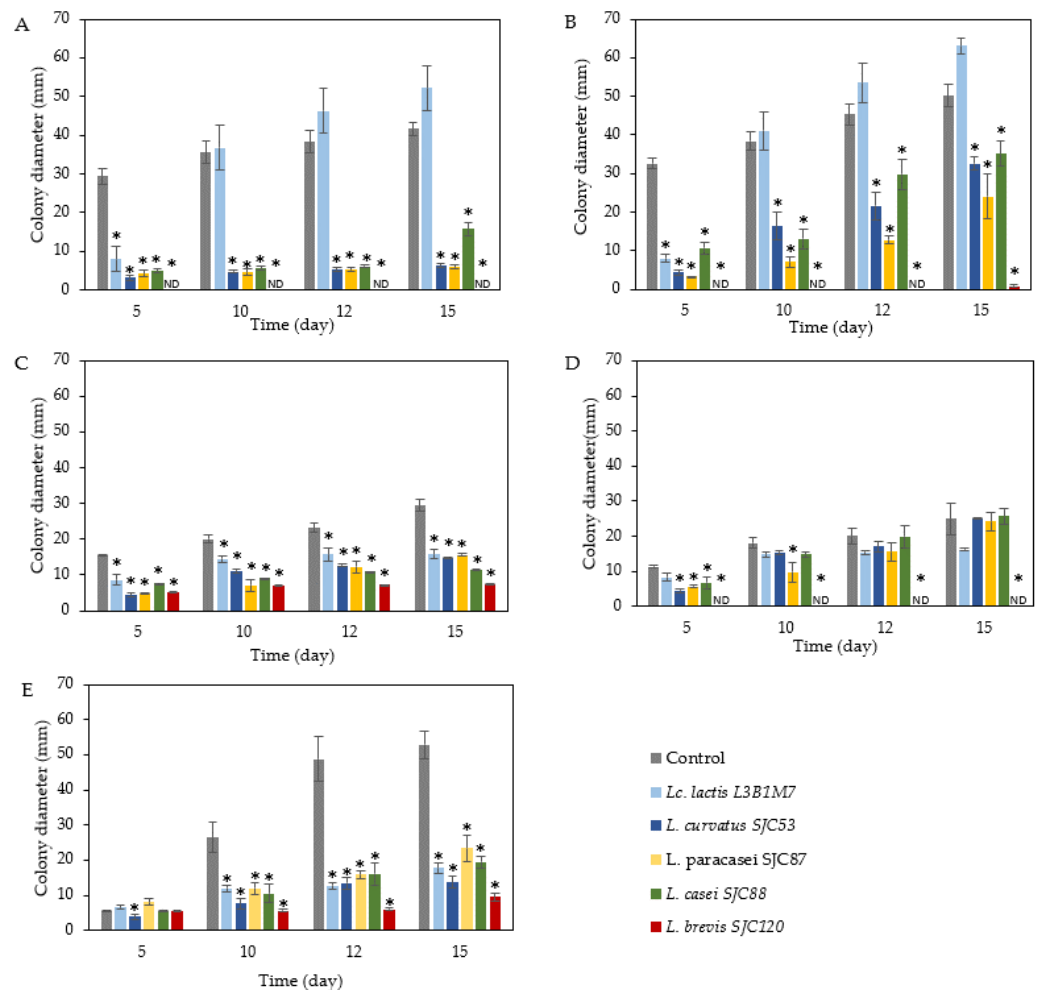 A
Colony diameter (mm)
70
60
50
40
30
20
10
0
* * * * * ND
* * * * ND
* * * * ND
* * * * ND
5 10 12 15
Time (day)
B
Colony diameter (mm)
70
60
50
40
30
20
10
0
* * * * * ND
* * * * ND
* * * * ND
* * * *
5 10 12 15
Time (day)
C
Colony diameter (mm)
70
60
50
40
30
20
10
0
* * * * *
* * * * *
* * * * *
* * * * *
5 10 12 15
Time (day)
D
Colony diameter(mm)
70
60
50
40
30
20
10
0
* * * * ND
* * ND
* ND
* ND
5 10 12 15
Time (day)
E
Colony diameter (mm)
70
60
50
40
30
20
10
0
*
* * * * *
* * * * *
* * * * *
5 10 12 15
Time (day)
Control
Lc. lactis L3B1M7
L. curvatus SJC53
L. paracasei SJC87
L. casei SJC88
L. brevis SJC120